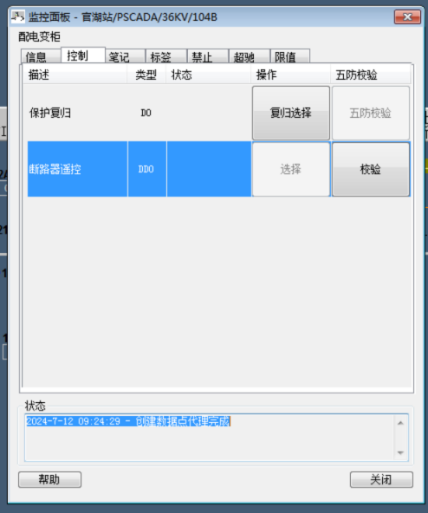 监控面板 - 官湖站/PSCADA/36KV/104B
配电变柜
信息 控制 笔记 标签 禁止 超驰 限值
描述 类型 状态 操作 五防校验
保护复归 DO 复归选择 五防校验
断路器遥控 DDO 选择 校验
状态
2024-7-12 09:24:29 - 创建数据点代理完成
帮助 关闭